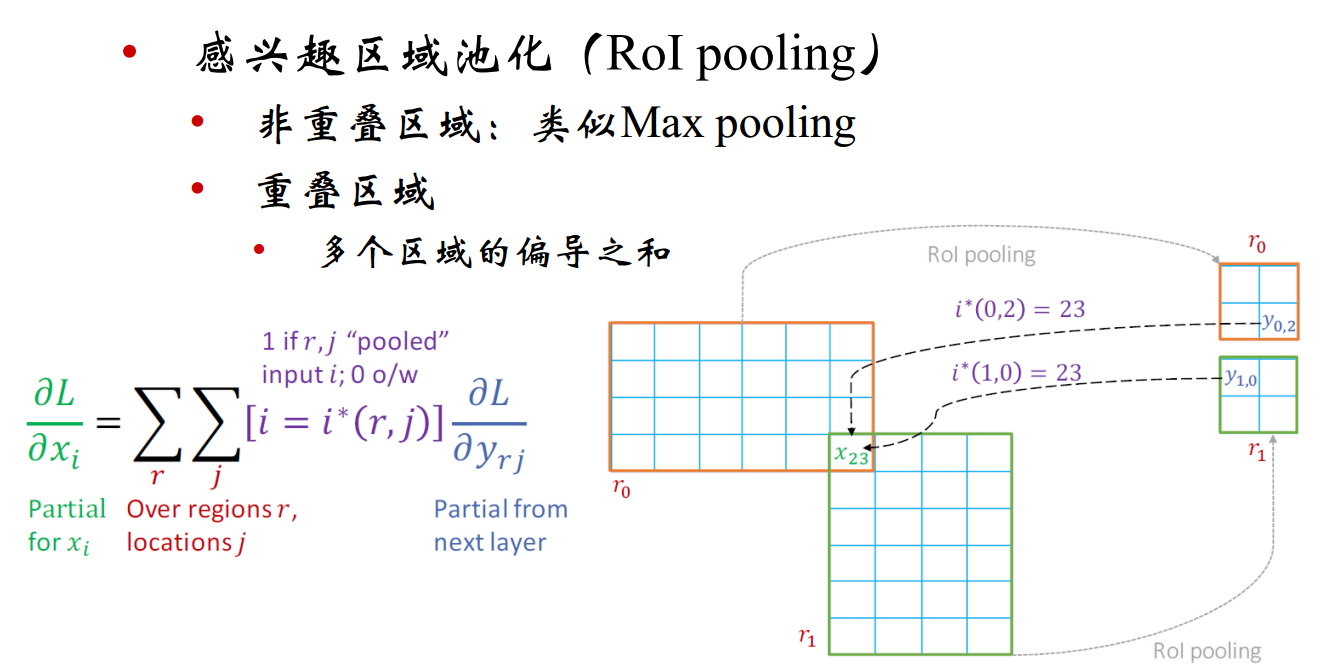 感兴趣区域池化（RoI pooling）
非重叠区域：类似Max pooling
重叠区域
多个区域的偏导之和
RoI pooling
r₀
i*(0,2) = 23
y₀,₂
1 if r, j “pooled”
input i; 0 o/w
i*(1,0) = 23
y₁,₀
∂L/∂xᵢ = ∑ᵣ ∑ⱼ [i = i*(r, j)] ∂L/∂yᵣⱼ
x₂₃
r₁
r₀
Partial
for xᵢ
Over regions r,
locations j
Partial from
next layer
r₁
RoI pooling